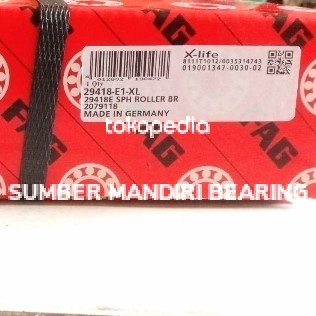 FAG
X-life
8111T1012/0035314743
019001347-0030-02
1 Qty
29418-E1-XL
29418E SPH ROLLER BR
2079118
MADE IN GERMANY
tokopedia
FAG
SUMBER MANDIRI BEARING